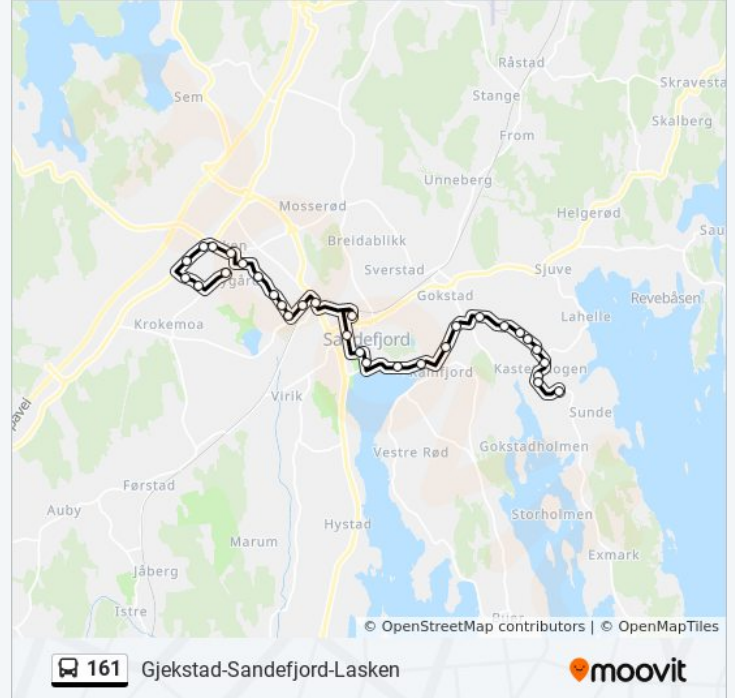 Råstad
Sem
Stange
Skravesta
Skalberg
From
Unneberg
Mosserød
Helgerød
Breidablikk
Sverstad
Sjuve
Gokstad
Revebåsen
Krokemoa
Lahelle
Sandefjord
Virik
Sunde
Vestre Rød
Gokstadholmen
Førstad
Auby
Storholmen
Hystad
Marum
Exmark
Jåberg
Istre
© OpenStreetMap contributors | © OpenMapTiles
161 Gjekstad-Sandefjord-Lasken
moovit